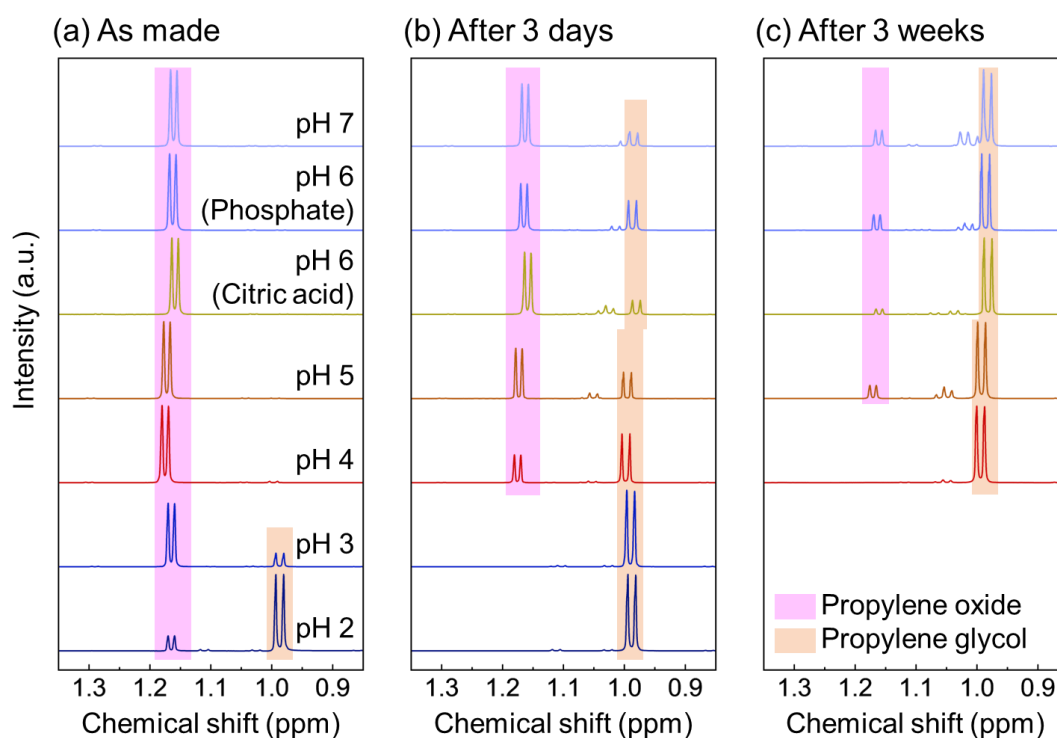 (a) As made
(b) After 3 days
(c) After 3 weeks
Intensity (a.u.)
pH 7
pH 6
(Phosphate)
pH 6
(Citric acid)
pH 5
pH 4
pH 3
pH 2
Propylene oxide
Propylene glycol
1.3 1.2 1.1 1.0 0.9
1.3 1.2 1.1 1.0 0.9
1.3 1.2 1.1 1.0 0.9
Chemical shift (ppm)
Chemical shift (ppm)
Chemical shift (ppm)